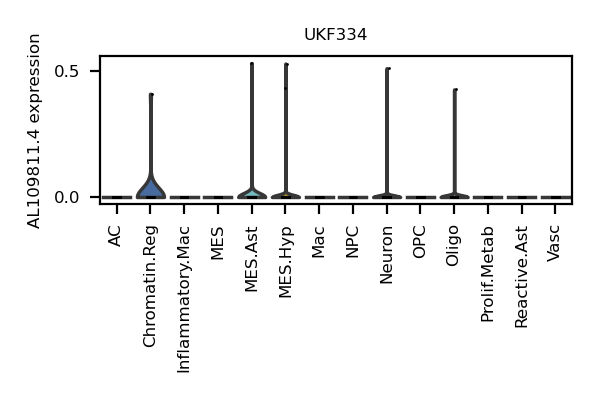 UKF334
AL109811.4 expression
0.5
0.0
AC
Chromatin.Reg
Inflammatory.Mac
MES
MES.Ast
MES.Hyp
Mac
NPC
Neuron
OPC
Oligo
Prolif.Metab
Reactive.Ast
Vasc